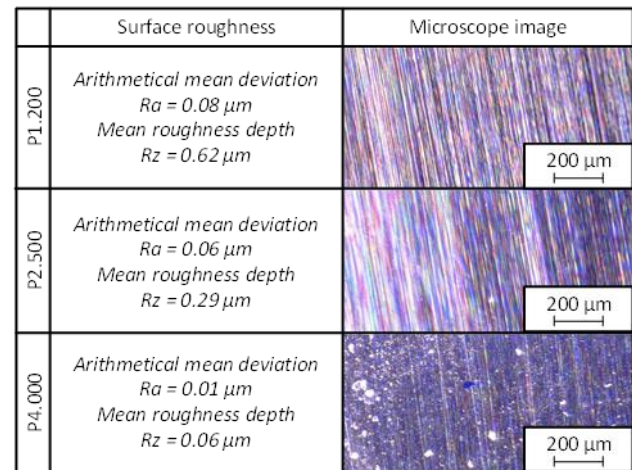 Surface roughness
Microscope image
P1.200
Arithmetical mean deviation
Ra = 0.08 µm
Mean roughness depth
Rz = 0.62 µm
200 µm
P2.500
Arithmetical mean deviation
Ra = 0.06 µm
Mean roughness depth
Rz = 0.29 µm
200 µm
P4.000
Arithmetical mean deviation
Ra = 0.01 µm
Mean roughness depth
Rz = 0.06 µm
200 µm